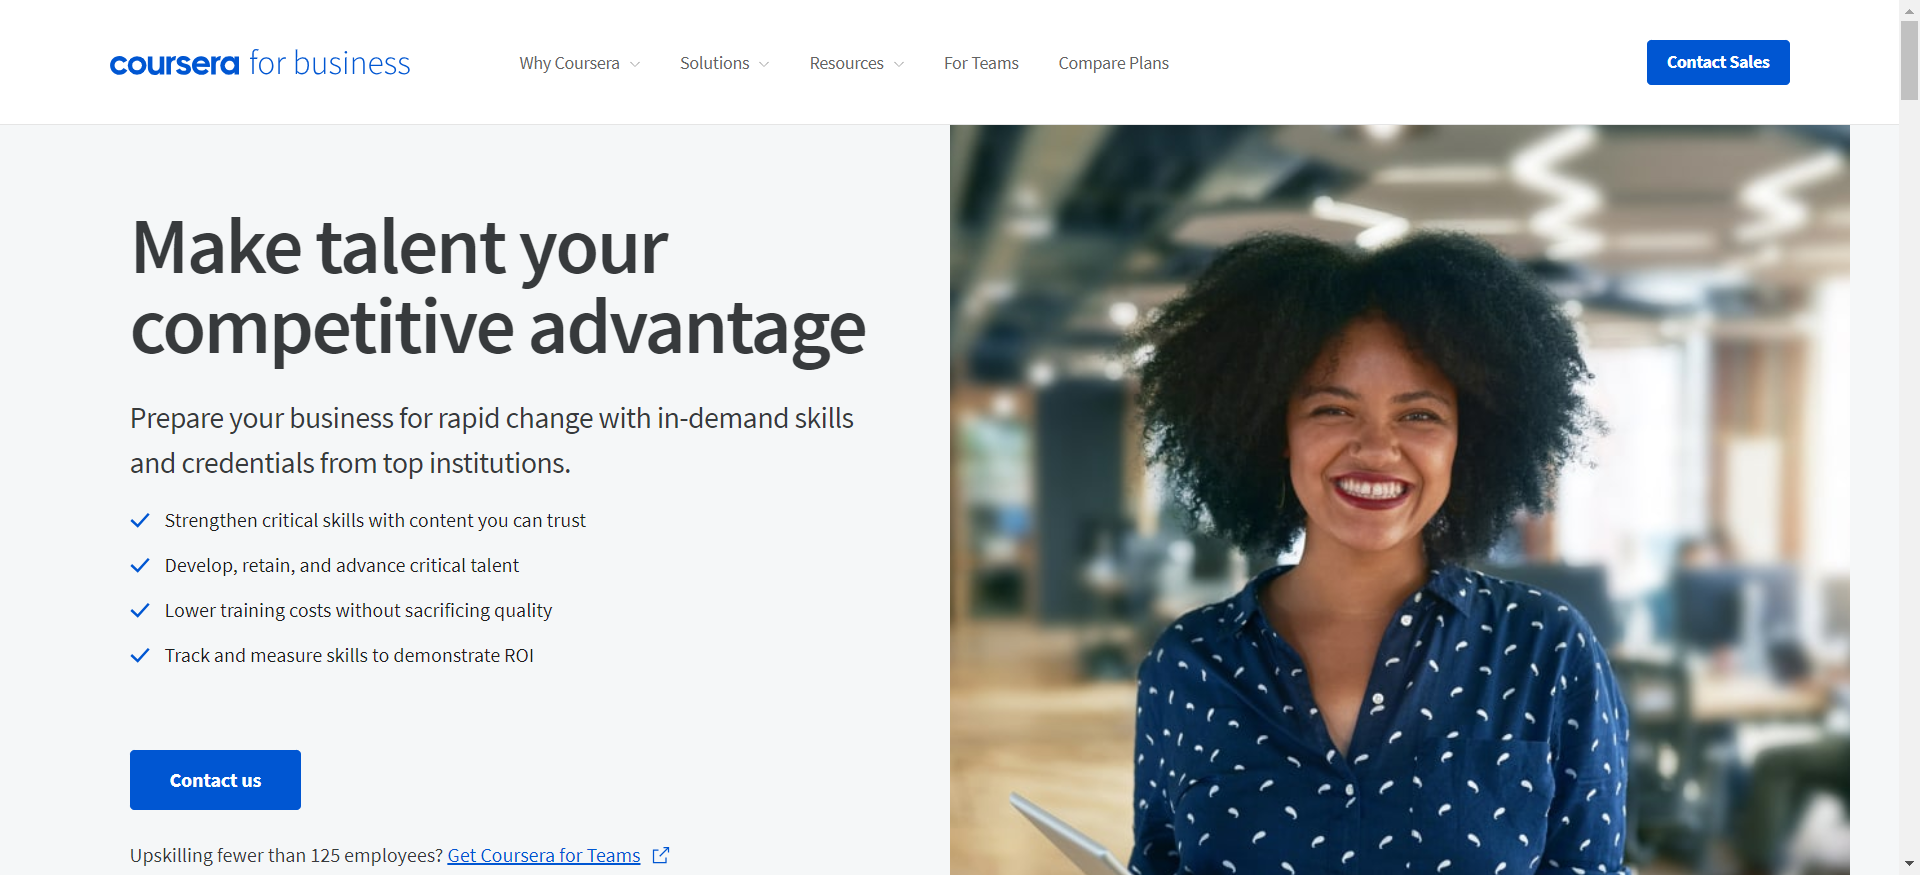 coursera for business
Why Coursera
Solutions
Resources
For Teams
Compare Plans
Contact Sales
Make talent your
competitive advantage
Prepare your business for rapid change with in-demand skills
and credentials from top institutions.
Strengthen critical skills with content you can trust
Develop, retain, and advance critical talent
Lower training costs without sacrificing quality
Track and measure skills to demonstrate ROI
Contact us
Upskilling fewer than 125 employees? Get Coursera for Teams